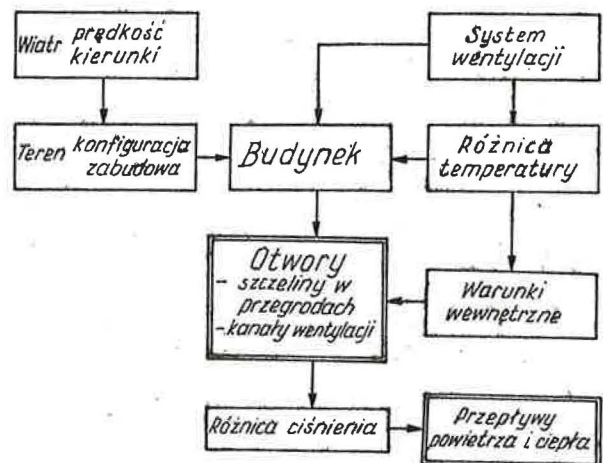 Wiatr prędkość
kierunki
System
wentylacji
Teren konfiguracja
zabudowa
Budynek
Różnica
temperatury
Otwory
- szczeliny w
przegrodach
- kanały wentylacji
Warunki
wewnętrzne
Różnica ciśnienia
Przepływy
powietrza i ciepła